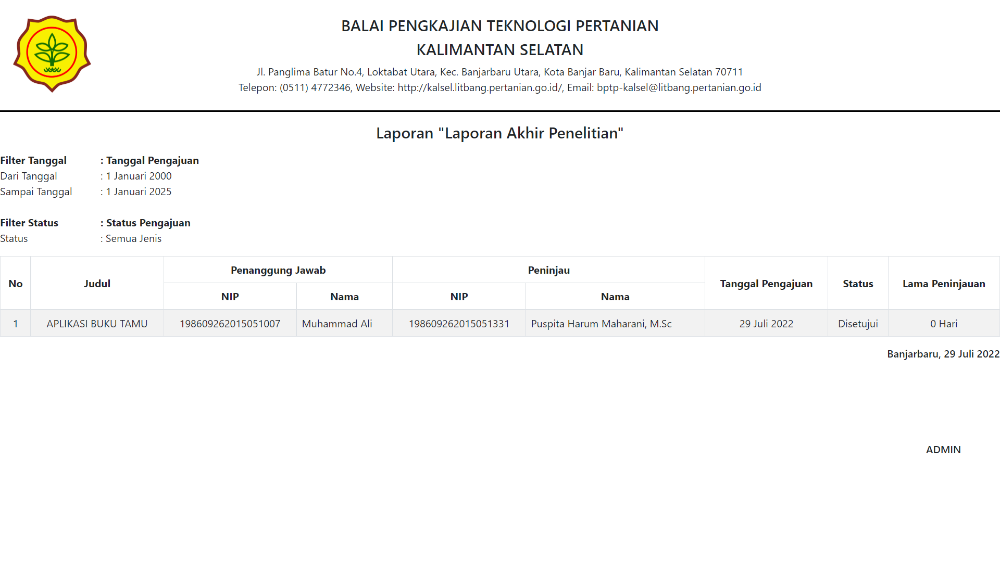 BALAI PENGKAJIAN TEKNOLOGI PERTANIAN
KALIMANTAN SELATAN
Jl. Panglima Batur No.4, Loktabat Utara, Kec. Banjarbaru Utara, Kota Banjar Baru, Kalimantan Selatan 70711
Telepon: (0511) 4772346, Website: http://kalsel.litbang.pertanian.go.id/, Email: bptp-kalsel@litbang.pertanian.go.id
Laporan "Laporan Akhir Penelitian"
Filter Tanggal : Tanggal Pengajuan
Dari Tanggal : 1 Januari 2000
Sampai Tanggal : 1 Januari 2025
Filter Status : Status Pengajuan
Status : Semua Jenis
No Judul Penanggung Jawab Peninjau Tanggal Pengajuan Status Lama Peninjauan
NIP Nama NIP Nama
1 APLIKASI BUKU TAMU 198609262015051007 Muhammad Ali 198609262015051331 Puspita Harum Maharani, M.Sc 29 Juli 2022 Disetujui 0 Hari
Banjarbaru, 29 Juli 2022
ADMIN